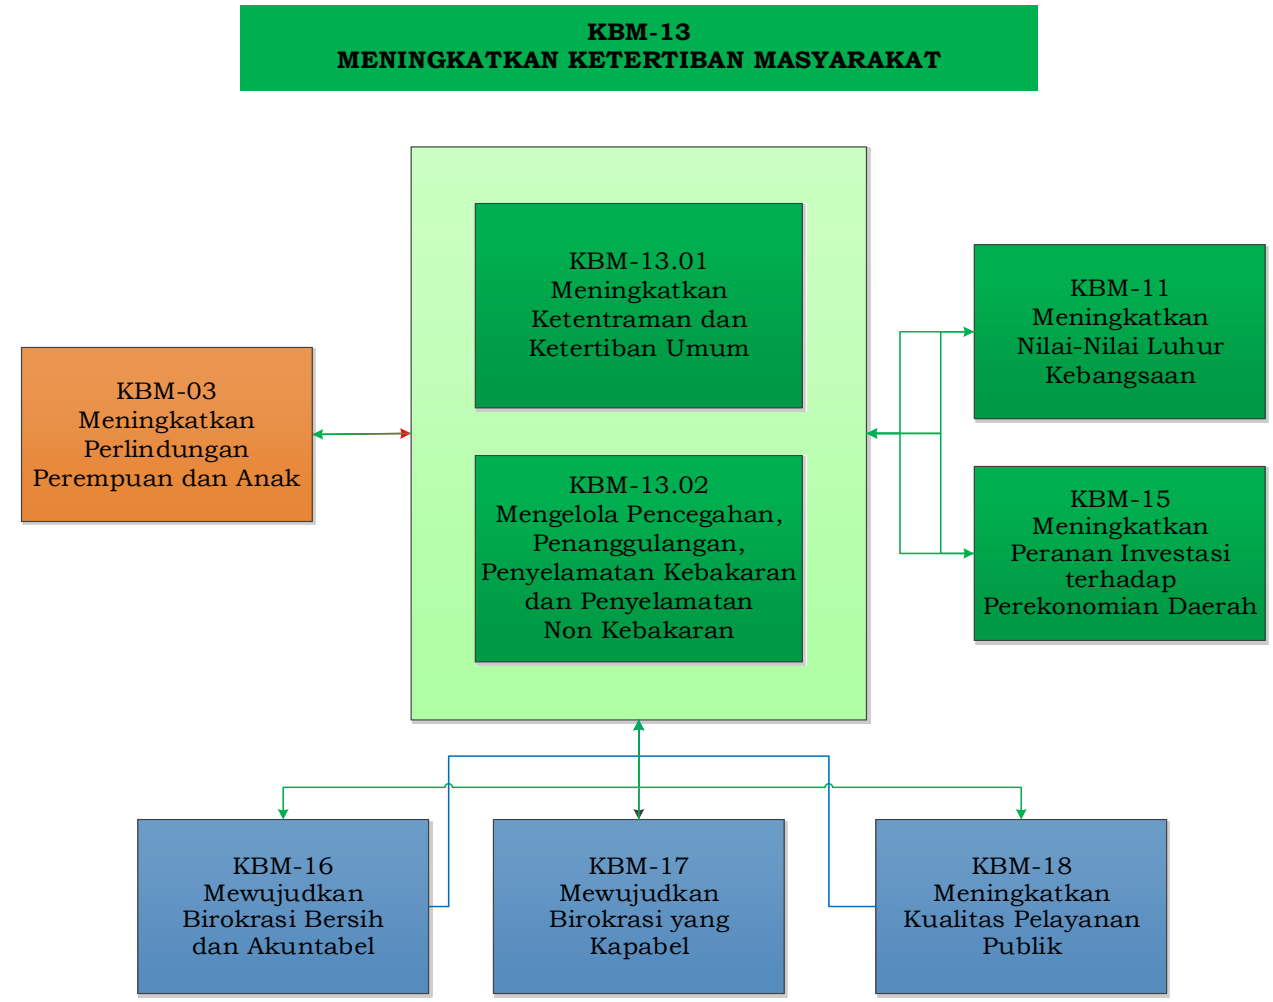 KBM-13
MENINGKATKAN KETERTIBAN MASYARAKAT
KBM-13.01
Meningkatkan
Ketentraman dan
Ketertiban Umum
KBM-03
Meningkatkan
Perlindungan
Perempuan dan Anak
KBM-13.02
Mengelola Pencegahan,
Penanggulangan,
Penyelamatan Kebakaran
dan Penyelamatan
Non Kebakaran
KBM-11
Meningkatkan
Nilai-Nilai Luhur
Kebangsaan
KBM-15
Meningkatkan
Peranan Investasi
terhadap
Perekonomian Daerah
KBM-16
Mewujudkan
Birokrasi Bersih
dan Akuntabel
KBM-17
Mewujudkan
Birokrasi yang
Kapabel
KBM-18
Meningkatkan
Kualitas Pelayanan
Publik